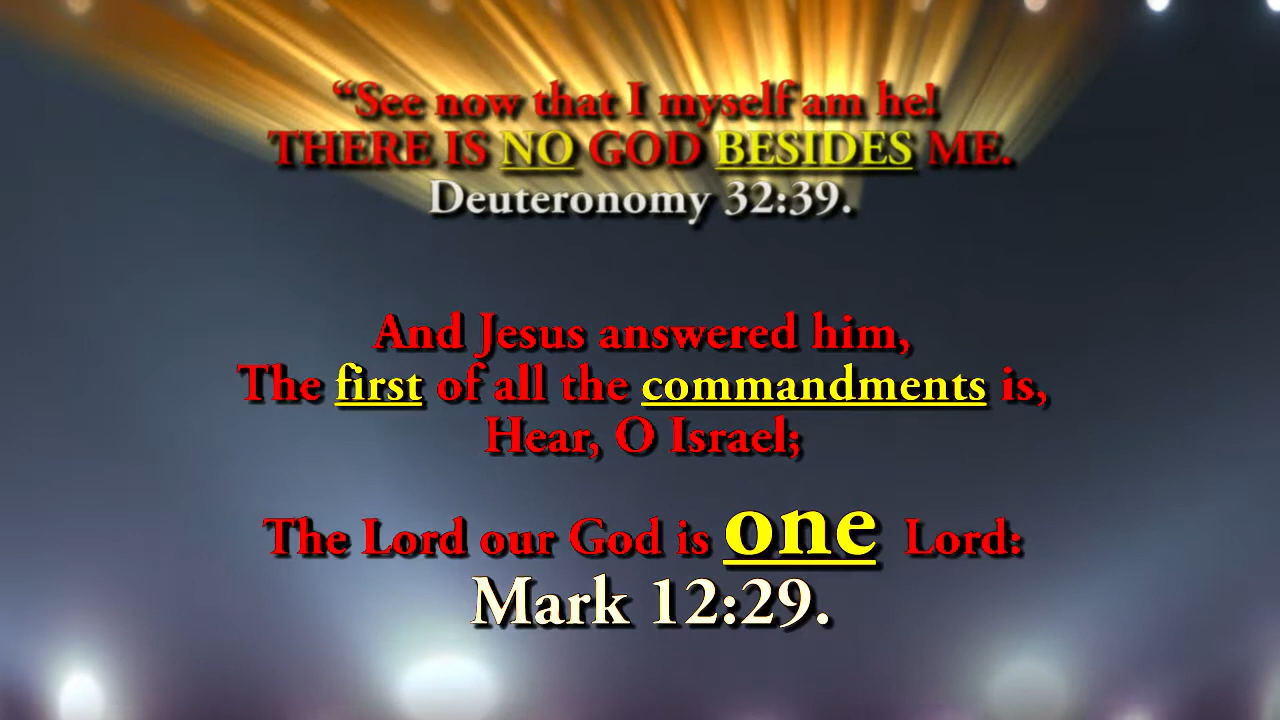 “See now that I myself am he!
THERE IS NO GOD BESIDES ME.
Deuteronomy 32:39.
And Jesus answered him,
The first of all the commandments is,
Hear, O Israel;
The Lord our God is one Lord:
Mark 12:29.